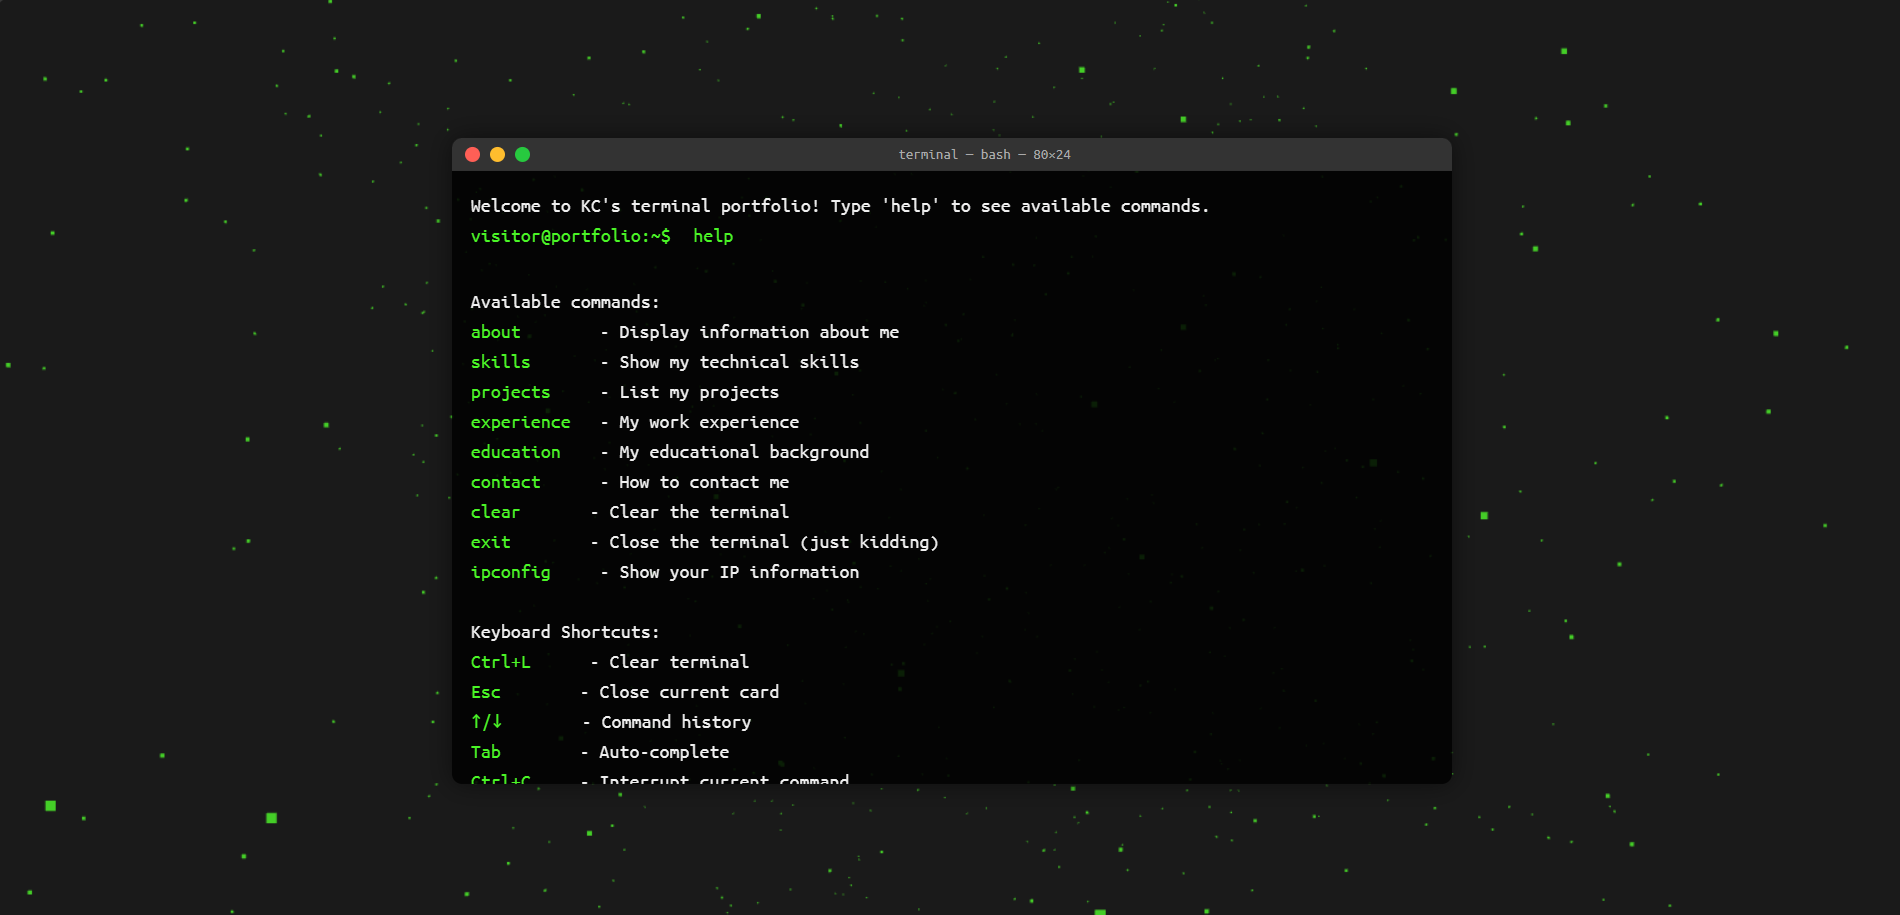 terminal — bash — 80×24
Welcome to KC's terminal portfolio! Type 'help' to see available commands.
visitor@portfolio:~$ help
Available commands:
about - Display information about me
skills - Show my technical skills
projects - List my projects
experience - My work experience
education - My educational background
contact - How to contact me
clear - Clear the terminal
exit - Close the terminal (just kidding)
ipconfig - Show your IP information
Keyboard Shortcuts:
Ctrl+L - Clear terminal
Esc - Close current card
↑/↓ - Command history
Tab - Auto-complete
Ctrl+C - Interrupt current command